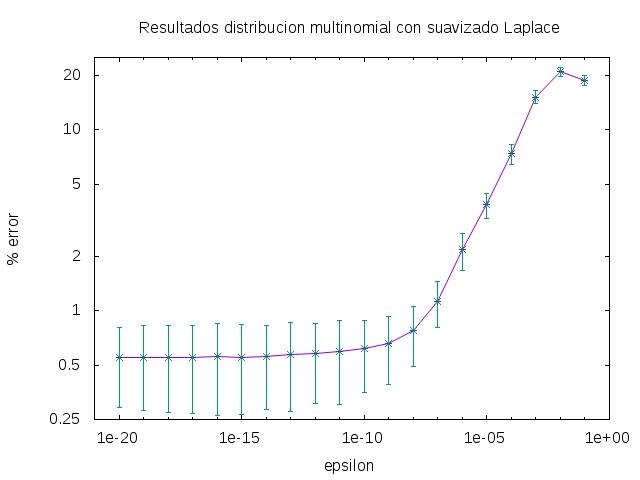 Resultados distribucion multinomial con suavizado Laplace
20
10
5
2
1
0.5
0.25
% error
1e-20 1e-15 1e-10 1e-05 1e+00
epsilon